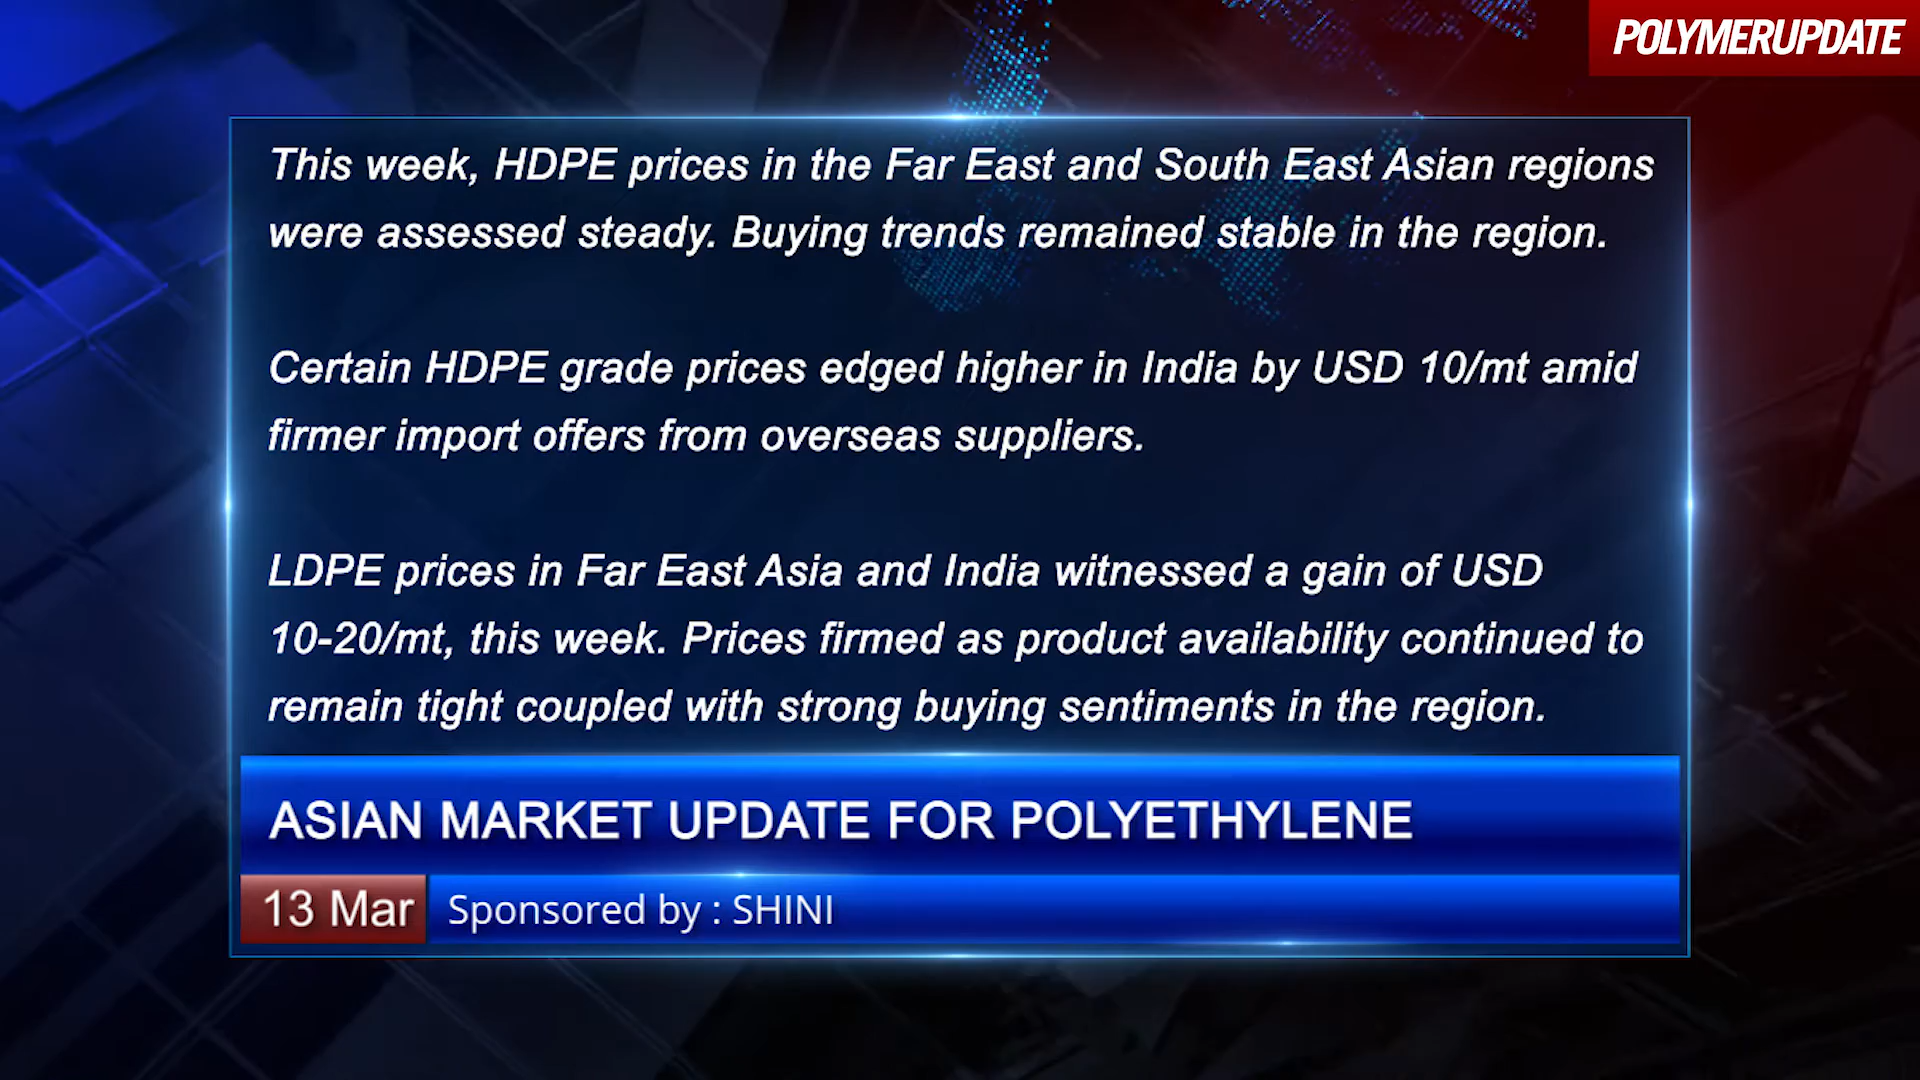 POLYMERUPDATE
This week, HDPE prices in the Far East and South East Asian regions
were assessed steady. Buying trends remained stable in the region.
Certain HDPE grade prices edged higher in India by USD 10/mt amid
firmer import offers from overseas suppliers.
LDPE prices in Far East Asia and India witnessed a gain of USD
10-20/mt, this week. Prices firmed as product availability continued to
remain tight coupled with strong buying sentiments in the region.
ASIAN MARKET UPDATE FOR POLYETHYLENE
13 Mar Sponsored by : SHINI